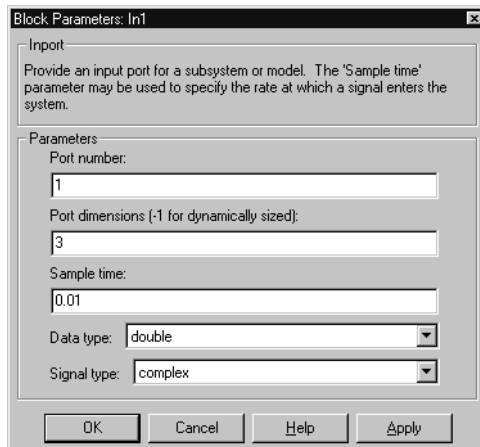 Block Parameters: In1
Inport
Provide an input port for a subsystem or model. The 'Sample time'
parameter may be used to specify the rate at which a signal enters the
system.
Parameters
Port number:
1
Port dimensions (-1 for dynamically sized):
3
Sample time:
0.01
Data type: double
Signal type: complex
OK Cancel Help Apply